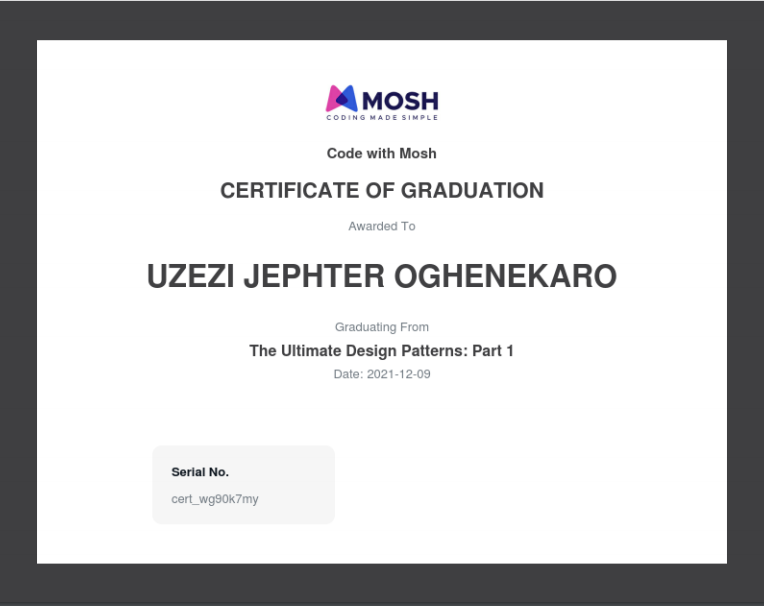 MOSH
CODING MADE SIMPLE
Code with Mosh
CERTIFICATE OF GRADUATION
Awarded To
UZEZI JEPHTER OGHENEKARO
Graduating From
The Ultimate Design Patterns: Part 1
Date: 2021-12-09
Serial No.
cert_wg90k7my